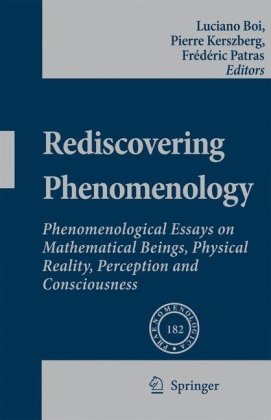 Luciano Boi,
Pierre Kerszberg,
Frédéric Patras
Editors
Rediscovering
Phenomenology
Phenomenological Essays on
Mathematical Beings, Physical
Reality, Perception and
Consciousness
PHAENOMENOLOGICA
182
Springer